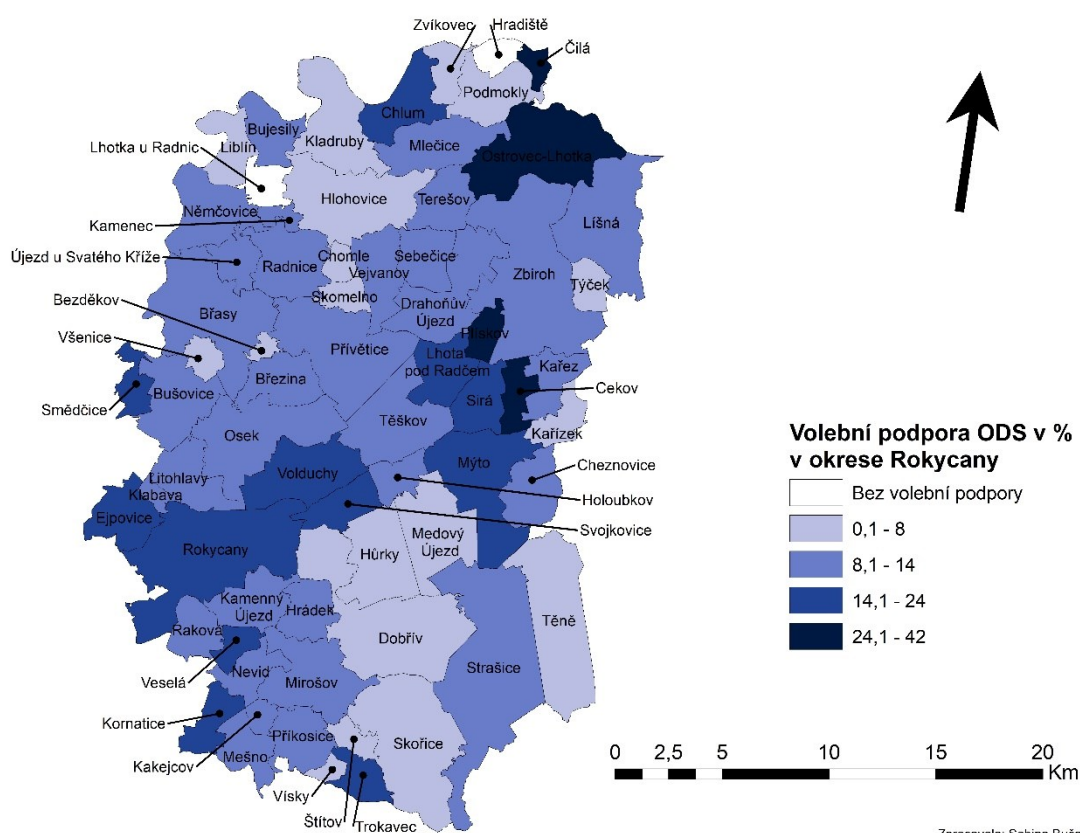 Zvíkovec
Hradiště
Čilá
Podmokly
Chlum
Bujesily
Kladruby
Liblín
Mlečice
Ostrovec-Lhotka
Lhotka u Radnic
Hlohovice
Terešov
Němčovice
Líšná
Kamenec
Újezd u Svatého Kříže
Radnice
Chomle
Vejvanov
Sebečice
Zbiroh
Týček
Bezděkov
Skomelno
Drahoňův
Újezd
Břasy
Plískov
Všenice
Přívětice
Lhota
pod Radčem
Kařez
Březina
Cekov
Smědčice
Bušovice
Sirá
Těškov
Kařízek
Osek
Volduchy
Mýto
Cheznovice
Litohlavy
Klabava
Holoubkov
Ejpovice
Svojkovice
Medový
Újezd
Rokycany
Hůrky
Kamenný
Újezd
Hrádek
Těně
Raková
Dobřív
Strašice
Veselá
Nevid
Mirošov
Kornatice
Příkosice
Skořice
Kakejcov
Mešno
Vísky
Štítov
Trokavec
Volební podpora ODS v %
v okrese Rokycany
Bez volební podpory
0,1 - 8
8,1 - 14
14,1 - 24
24,1 - 42
0 2,5 5 10 15 20
Km